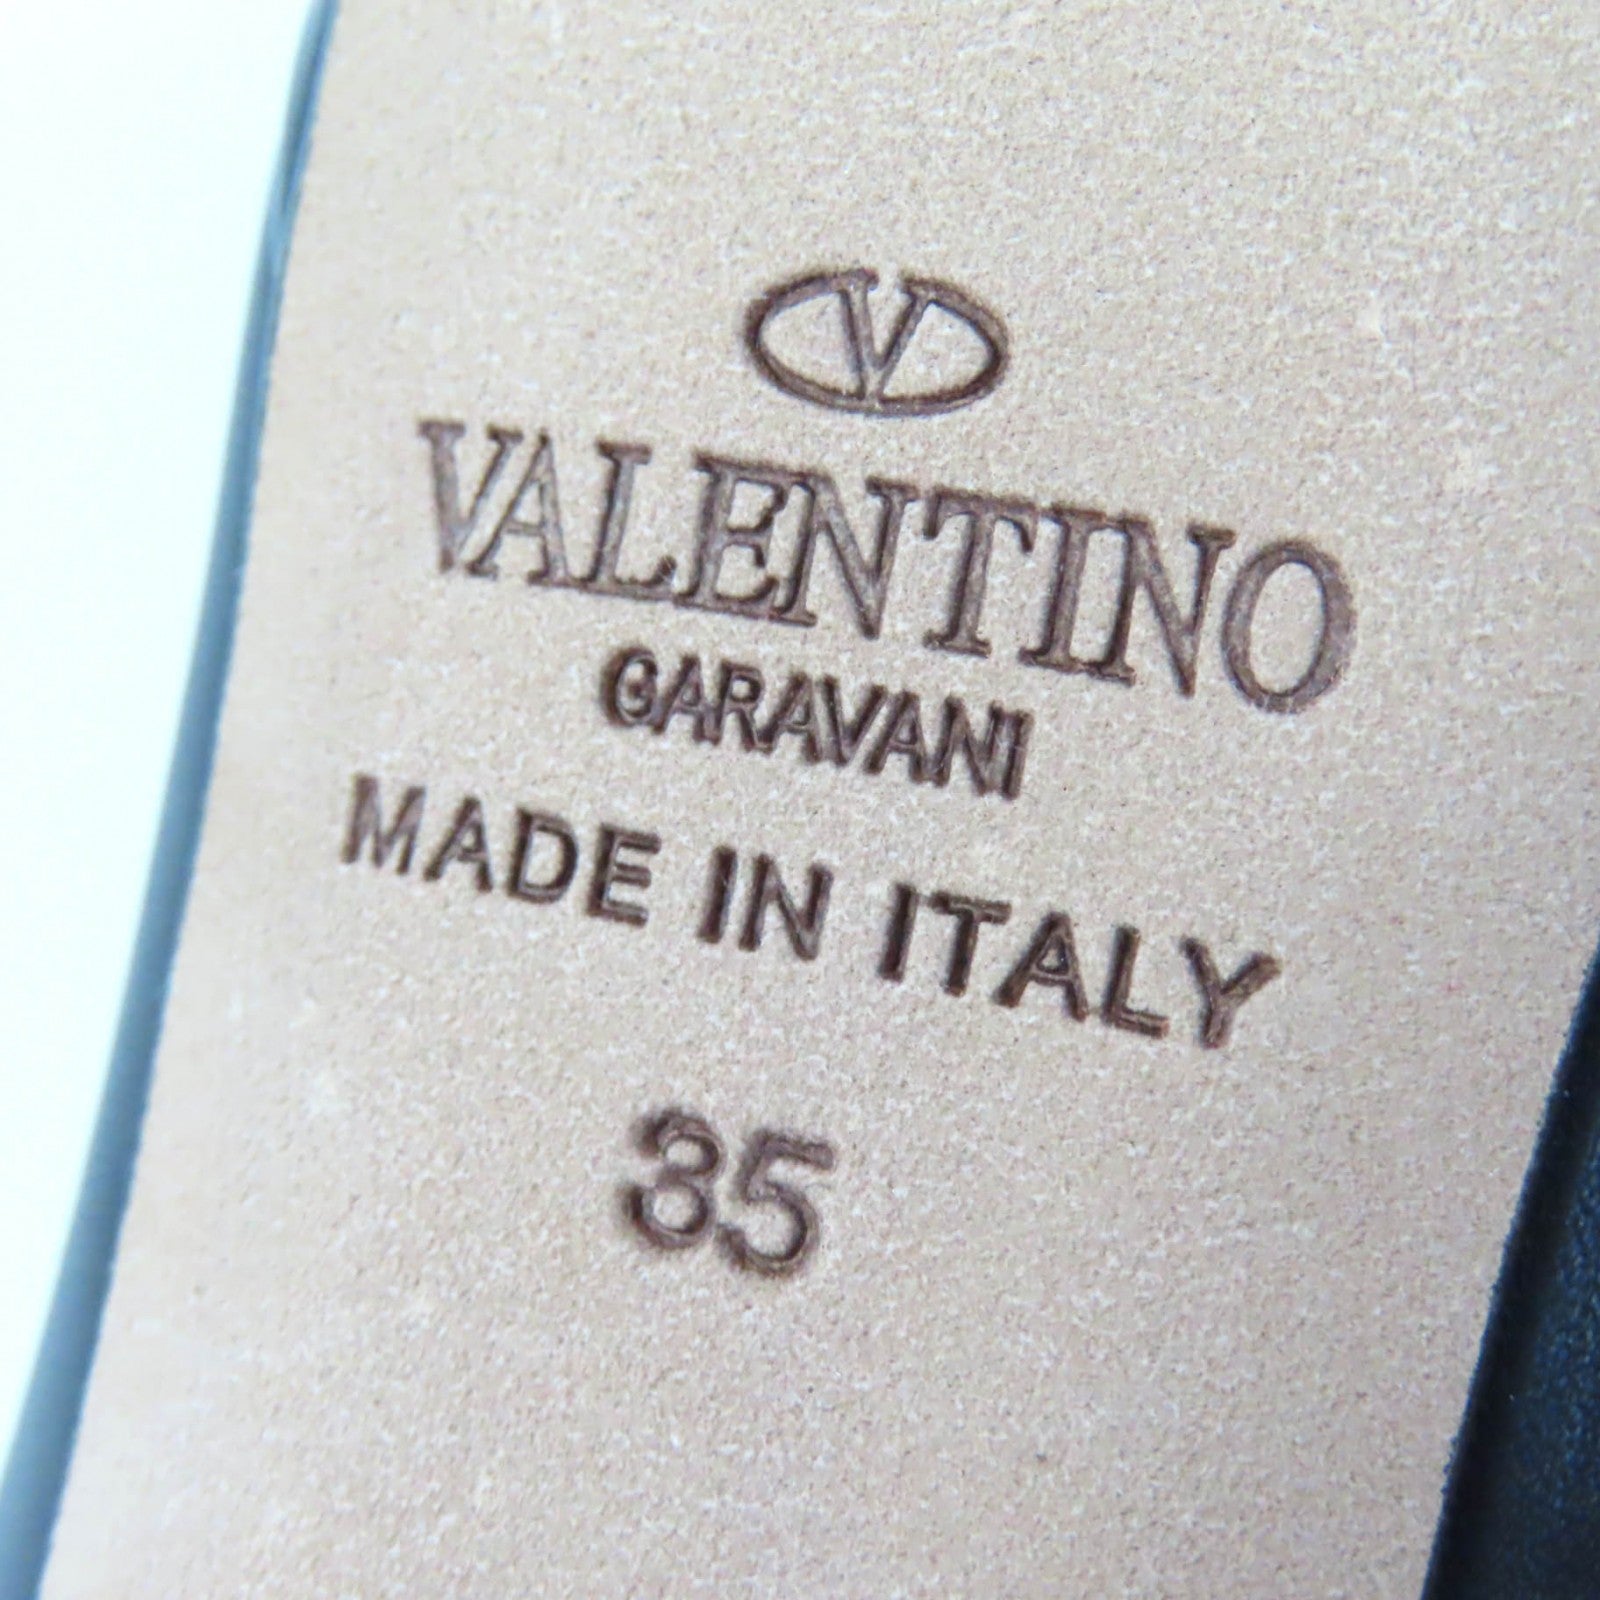 V
VALENTINO
GARAVANI
MADE IN ITALY
35